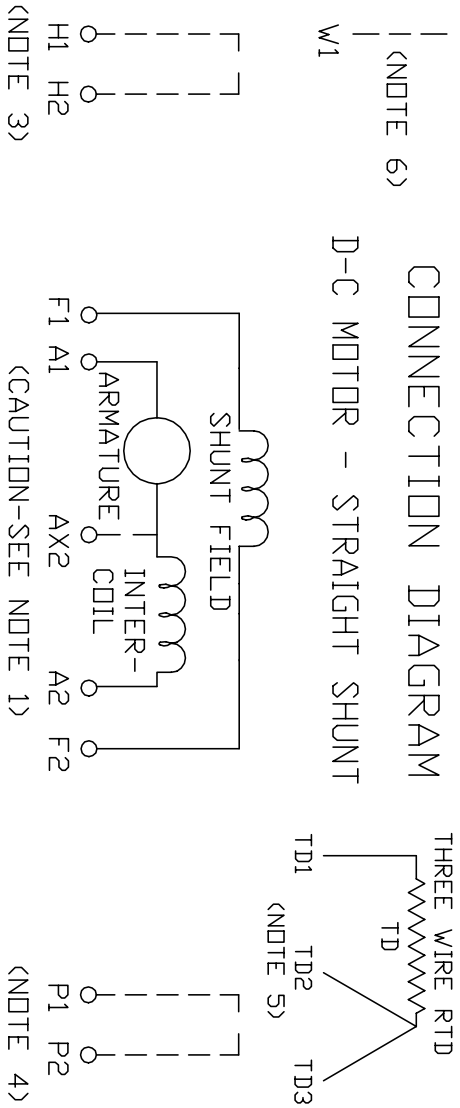 CONNECTION DIAGRAM
D-C MOTOR - STRAIGHT SHUNT
W1
(NOTE 6)
H1
H2
(NOTE 3)
SHUNT FIELD
ARMATURE
INTER-
COIL
F1
A1
AX2
A2
F2
(CAUTION-SEE NOTE 1)
THREE WIRE RTD
TD
TD1
TD2
TD3
(NOTE 5)
P1
P2
(NOTE 4)